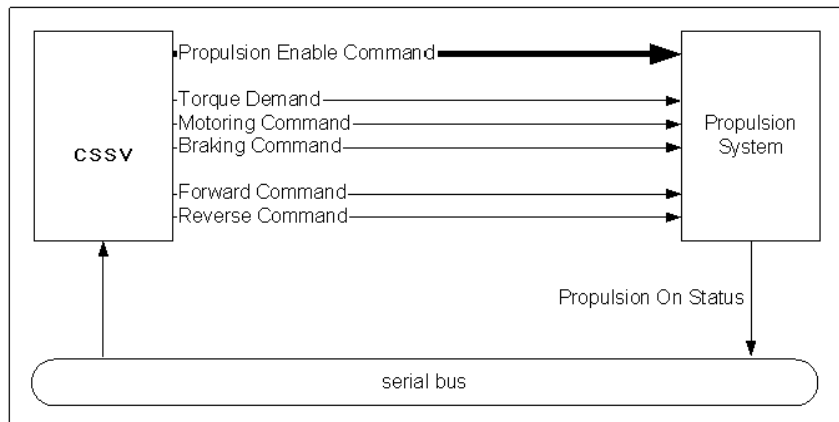 Propulsion Enable Command
Torque Demand
Motoring Command
Braking Command
Forward Command
Reverse Command
CSSV
Propulsion
System
Propulsion On Status
serial bus